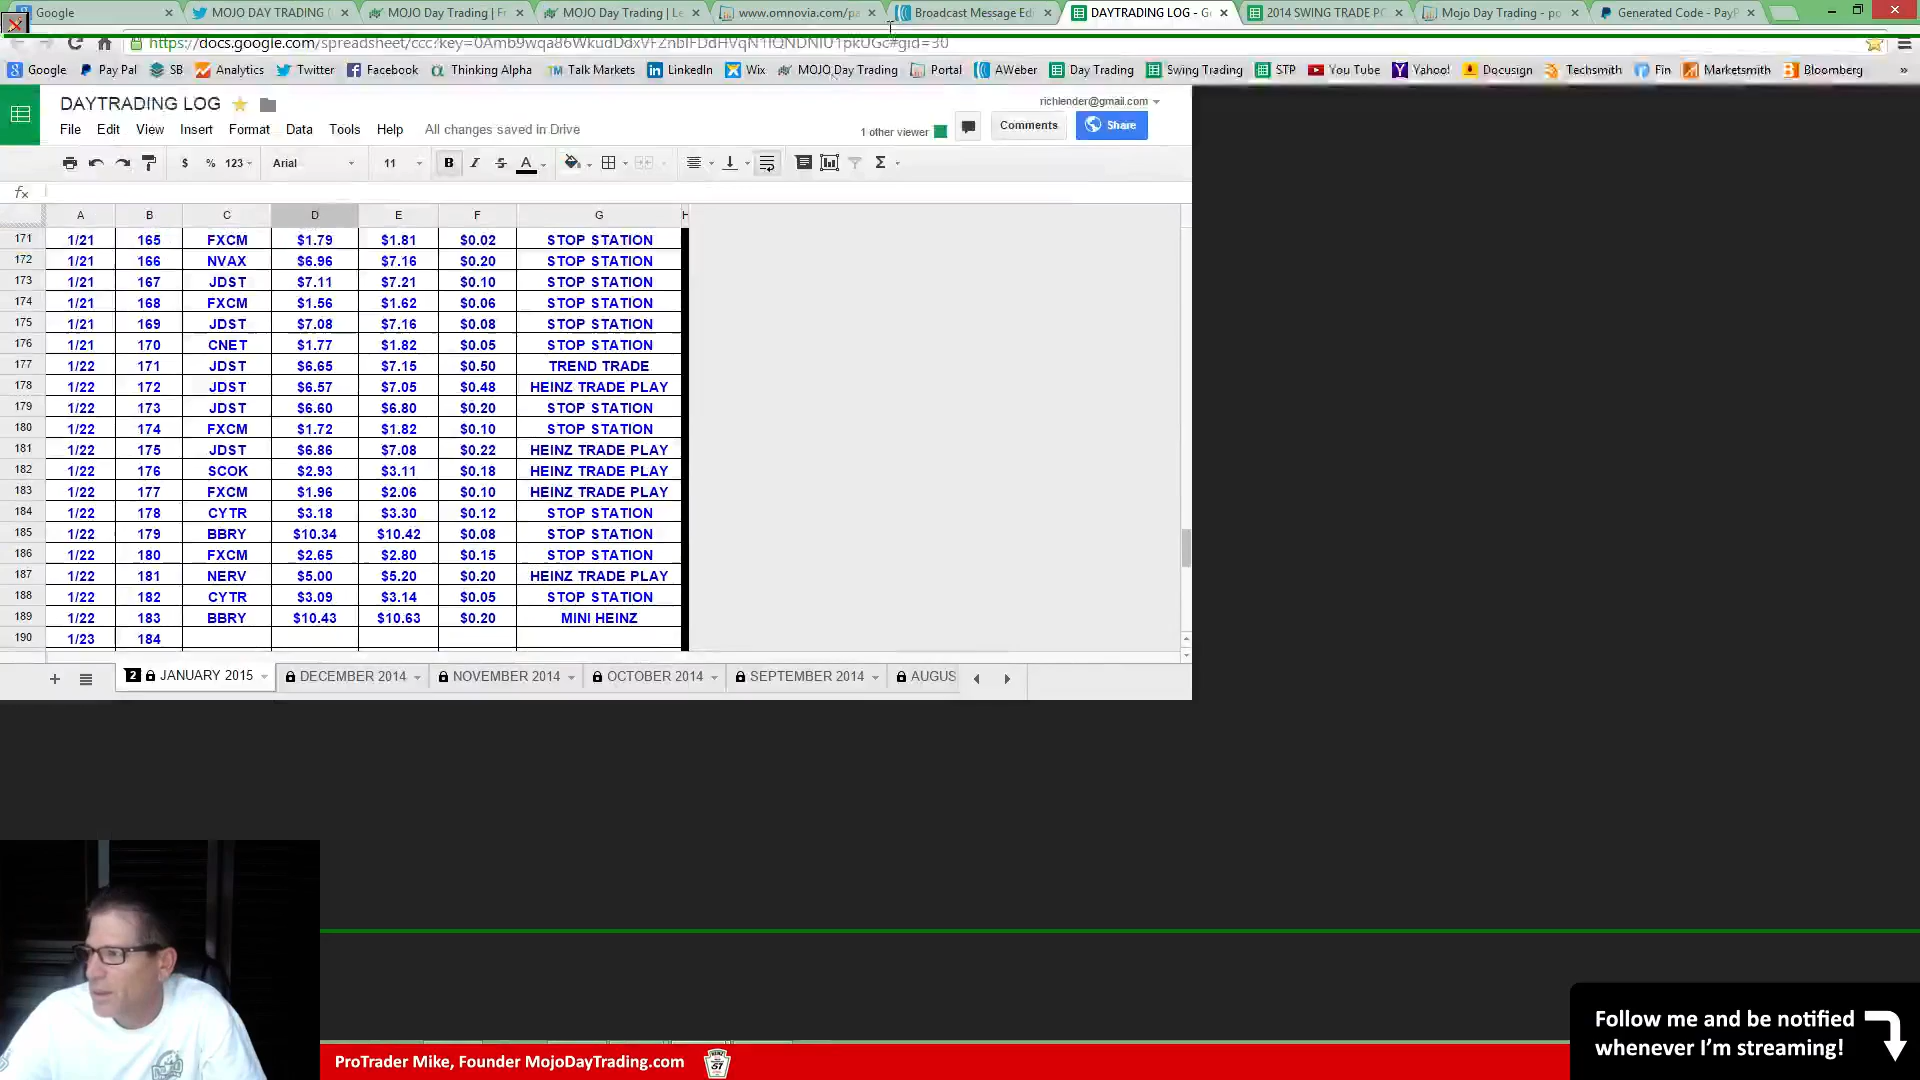 Google MOJO DAY TRADING ( MOJO Day Trading | Fr MOJO Day Trading | Le www.omnovia.com/pa Broadcast Message Edi DAYTRADING LOG - G 2014 SWING TRADE PO Mojo Day Trading - po Generated Code - PayP
Google Pay Pal SB Analytics Twitter Facebook Thinking Alpha Talk Markets LinkedIn Wix MOJO Day Trading Portal AWeber Day Trading Swing Trading STP You Tube Yahoo! Docusign Techsmith Fin Marketsmith Bloomberg »
DAYTRADING LOG
richlender@gmail.com
File Edit View Insert Format Data Tools Help All changes saved in Drive
1 other viewer Comments Share
$ % 123 Arial 11 B I S A Σ
fx
A B C D E F G H
171 1/21 165 FXCM $1.79 $1.81 $0.02 STOP STATION
172 1/21 166 NVAX $6.96 $7.16 $0.20 STOP STATION
173 1/21 167 JDST $7.11 $7.21 $0.10 STOP STATION
174 1/21 168 FXCM $1.56 $1.62 $0.06 STOP STATION
175 1/21 169 JDST $7.08 $7.16 $0.08 STOP STATION
176 1/21 170 CNET $1.77 $1.82 $0.05 STOP STATION
177 1/22 171 JDST $6.65 $7.15 $0.50 TREND TRADE
178 1/22 172 JDST $6.57 $7.05 $0.48 HEINZ TRADE PLAY
179 1/22 173 JDST $6.60 $6.80 $0.20 STOP STATION
180 1/22 174 FXCM $1.72 $1.82 $0.10 STOP STATION
181 1/22 175 JDST $6.86 $7.08 $0.22 HEINZ TRADE PLAY
182 1/22 176 SCOK $2.93 $3.11 $0.18 HEINZ TRADE PLAY
183 1/22 177 FXCM $1.96 $2.06 $0.10 HEINZ TRADE PLAY
184 1/22 178 CYTR $3.18 $3.30 $0.12 STOP STATION
185 1/22 179 BBRY $10.34 $10.42 $0.08 STOP STATION
186 1/22 180 FXCM $2.65 $2.80 $0.15 STOP STATION
187 1/22 181 NERV $5.00 $5.20 $0.20 HEINZ TRADE PLAY
188 1/22 182 CYTR $3.09 $3.14 $0.05 STOP STATION
189 1/22 183 BBRY $10.43 $10.63 $0.20 MINI HEINZ
190 1/23 184
+ 2 JANUARY 2015 DECEMBER 2014 NOVEMBER 2014 OCTOBER 2014 SEPTEMBER 2014 AUGUS
Follow me and be notified
whenever I'm streaming!
ProTrader Mike, Founder MojoDayTrading.com
HEINZ
57